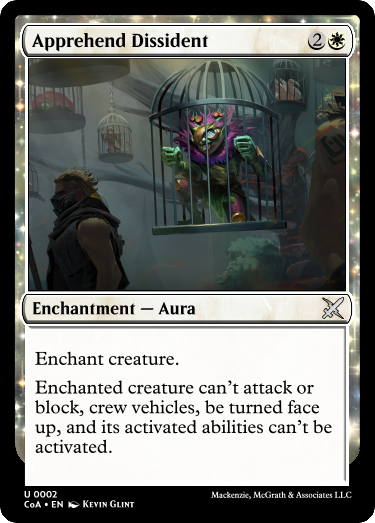 Apprehend Dissident 2
Enchantment — Aura
Enchant creature.
Enchanted creature can't attack or
block, crew vehicles, be turned face
up, and its activated abilities can't be
activated.
U 0002
CoA • EN Kevin Glint
Mackenzie, McGrath & Associates LLC